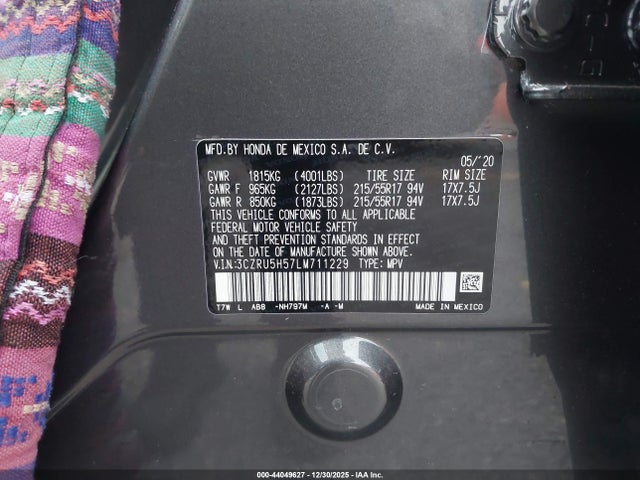 MFD.BY HONDA DE MEXICO S.A. DE C.V.
05/'20
GVWR 1815KG (4001LBS) TIRE SIZE RIM SIZE
GAWR F 965KG (2127LBS) 215/55R17 94V 17X7.5J
GAWR R 850KG (1873LBS) 215/55R17 94V 17X7.5J
THIS VEHICLE CONFORMS TO ALL APPLICABLE
FEDERAL MOTOR VEHICLE SAFETY
AND THEFT PREVENTION STANDARDS IN EFFECT
ON THE DATE OF MANUFACTURE SHOWN ABOVE.
V.I.N.:3CZRU5H57LM711229 TYPE: MPV
T7W L AB8 -NH797M -A -M MADE IN MEXICO
000-44049627 - 12/30/2025 - IAA Inc.